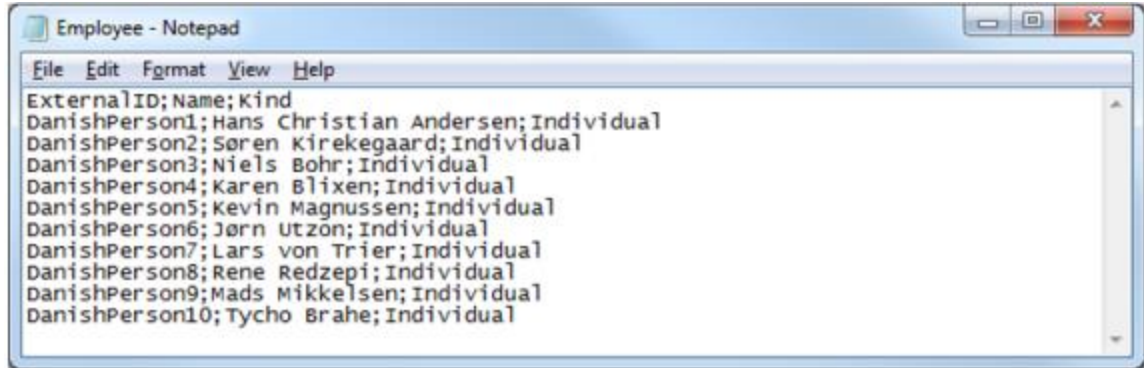 Employee - Notepad
File Edit Format View Help
ExternalID;Name;Kind
DanishPerson1;Hans Christian Andersen;Individual
DanishPerson2;Søren Kirekegaard;Individual
DanishPerson3;Niels Bohr;Individual
DanishPerson4;Karen Blixen;Individual
DanishPerson5;Kevin Magnussen;Individual
DanishPerson6;Jørn Utzon;Individual
DanishPerson7;Lars von Trier;Individual
DanishPerson8;Rene Redzepi;Individual
DanishPerson9;Mads Mikkelsen;Individual
DanishPerson10;Tycho Brahe;Individual